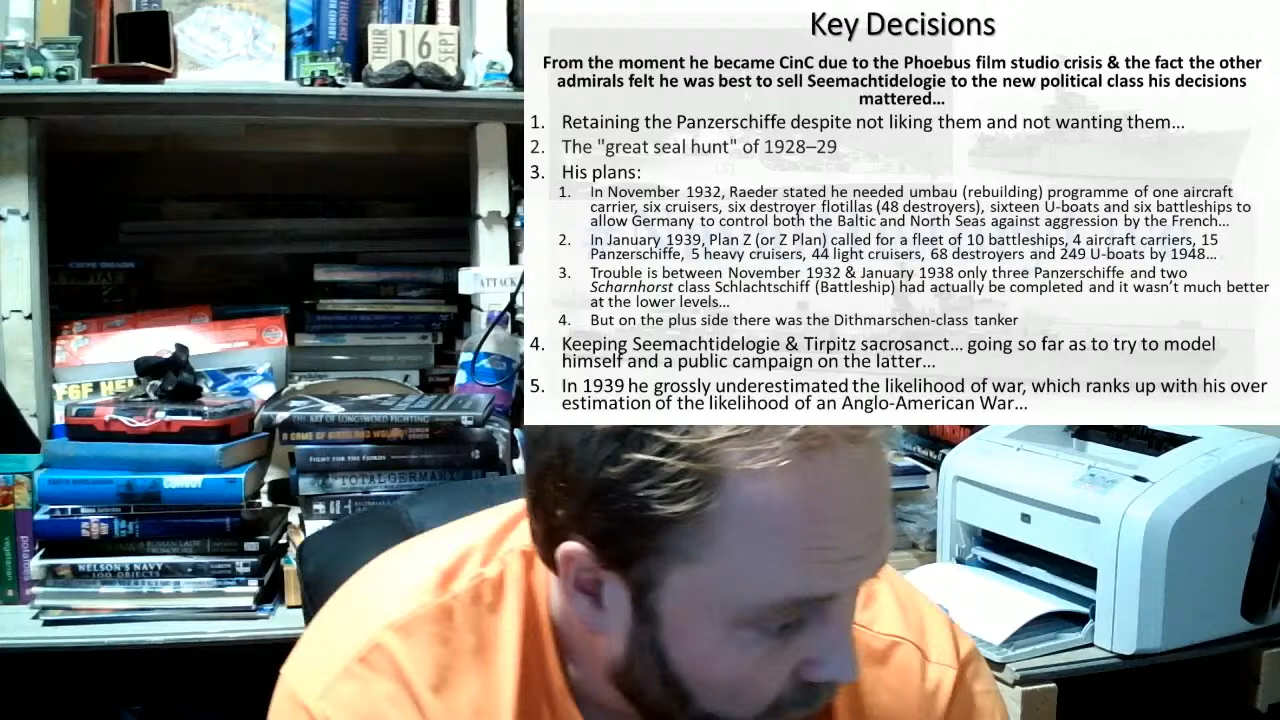 Key Decisions
From the moment he became CinC due to the Phoebus film studio crisis & the fact the other
admirals felt he was best to sell Seemachtidelogie to the new political class his decisions
mattered…
1. Retaining the Panzerschiffe despite not liking them and not wanting them…
2. The "great seal hunt" of 1928–29
3. His plans:
1. In November 1932, Raeder stated he needed umbau (rebuilding) programme of one aircraft
carrier, six cruisers, six destroyer flotillas (48 destroyers), sixteen U-boats and six battleships to
allow Germany to control both the Baltic and North Seas against aggression by the French…
2. In January 1939, Plan Z (or Z Plan) called for a fleet of 10 battleships, 4 aircraft carriers, 15
Panzerschiffe, 5 heavy cruisers, 44 light cruisers, 68 destroyers and 249 U-boats by 1948…
3. Trouble is between November 1932 & January 1938 only three Panzerschiffe and two
Scharnhorst class Schlachtschiff (Battleship) had actually be completed and it wasn't much better
at the lower levels…
4. But on the plus side there was the Dithmarschen-class tanker
4. Keeping Seemachtidelogie & Tirpitz sacrosanct… going so far as to try to model
himself and a public campaign on the latter…
5. In 1939 he grossly underestimated the likelihood of war, which ranks up with his over
estimation of the likelihood of an Anglo-American War…
THUR 16 SEPT
ATTACK
F6F HEL
THE ART OF LONGSWORD FIGHTING
FIGHT FOR THE FJORDS
TOTAL GERMANY
CONVOY
NELSON'S NAVY
100 OBJECTS
vegetarian
potatoes